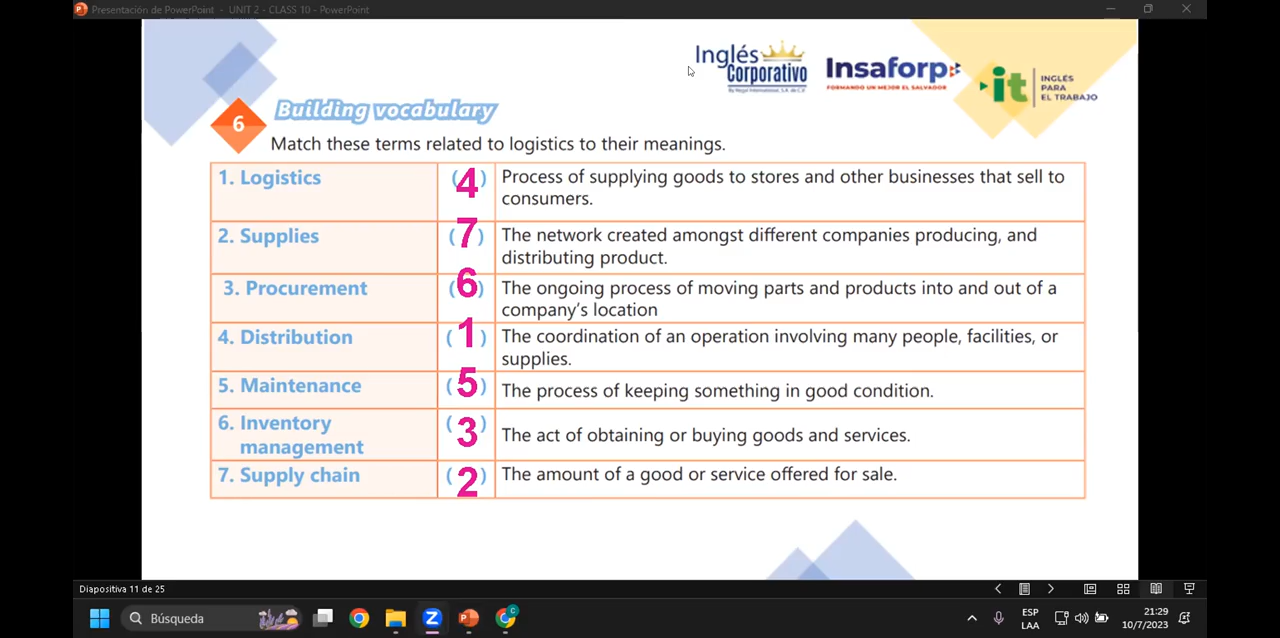 Presentación de PowerPoint - UNIT 2 - CLASS 10 - PowerPoint
Inglés
Corporativo
By Regal International, S.A. de C.V
Insaforp
FORMANDO UN MEJOR EL SALVADOR
it
INGLÉS
PARA
EL TRABAJO
6
Building vocabulary
Match these terms related to logistics to their meanings.
1. Logistics
(4)
Process of supplying goods to stores and other businesses that sell to
consumers.
2. Supplies
(7)
The network created amongst different companies producing, and
distributing product.
3. Procurement
(6)
The ongoing process of moving parts and products into and out of a
company's location
4. Distribution
(1)
The coordination of an operation involving many people, facilities, or
supplies.
5. Maintenance
(5)
The process of keeping something in good condition.
6. Inventory
management
(3)
The act of obtaining or buying goods and services.
7. Supply chain
(2)
The amount of a good or service offered for sale.
Diapositiva 11 de 25
Búsqueda
ESP
LAA
21:29
10/7/2023